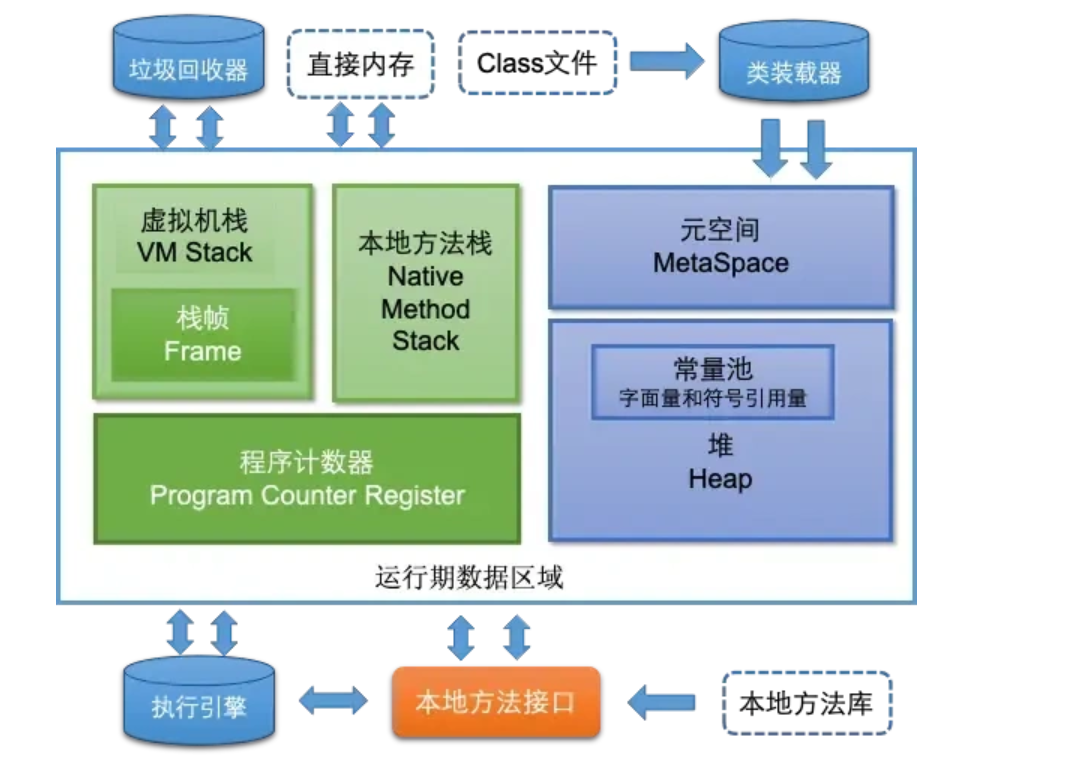 垃圾回收器
直接内存
Class文件
类装载器
虚拟机栈
VM Stack
栈帧
Frame
本地方法栈
Native
Method
Stack
元空间
MetaSpace
常量池
字面量和符号引用量
堆
Heap
程序计数器
Program Counter Register
运行期数据区域
执行引擎
本地方法接口
本地方法库